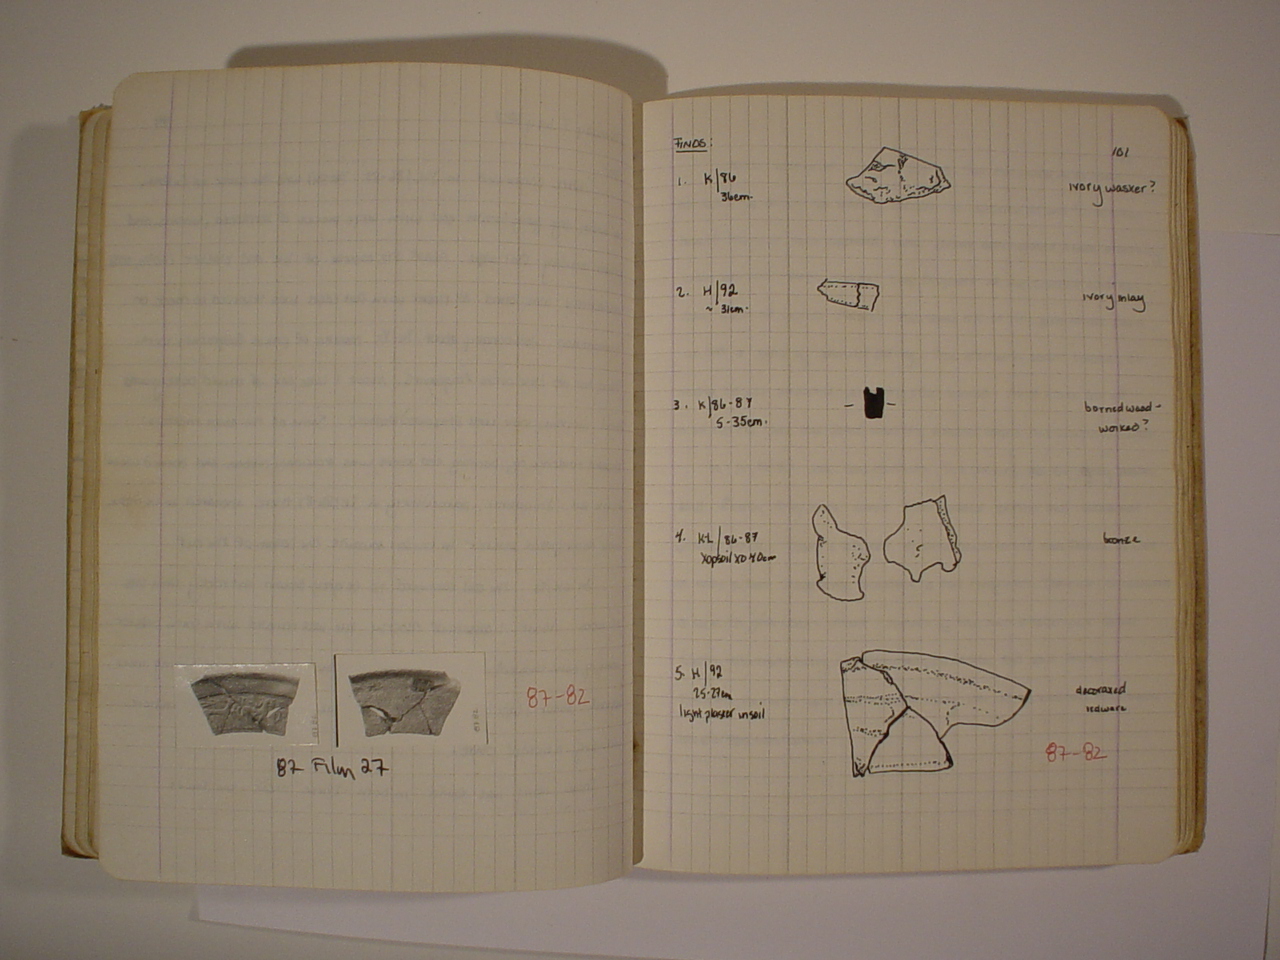 87-82
87 Film 27
101
FINDS:
1. K/86
36cm.
ivory washer?
2. H/92
~ 31cm.
ivory inlay
3. K/86-87
5-35cm.
burned wood-
worked?
4. KL/86-87
topsoil to 40cm
bronze
5. H/92
25-27cm
light plaster in soil
decorated
redware
87-82